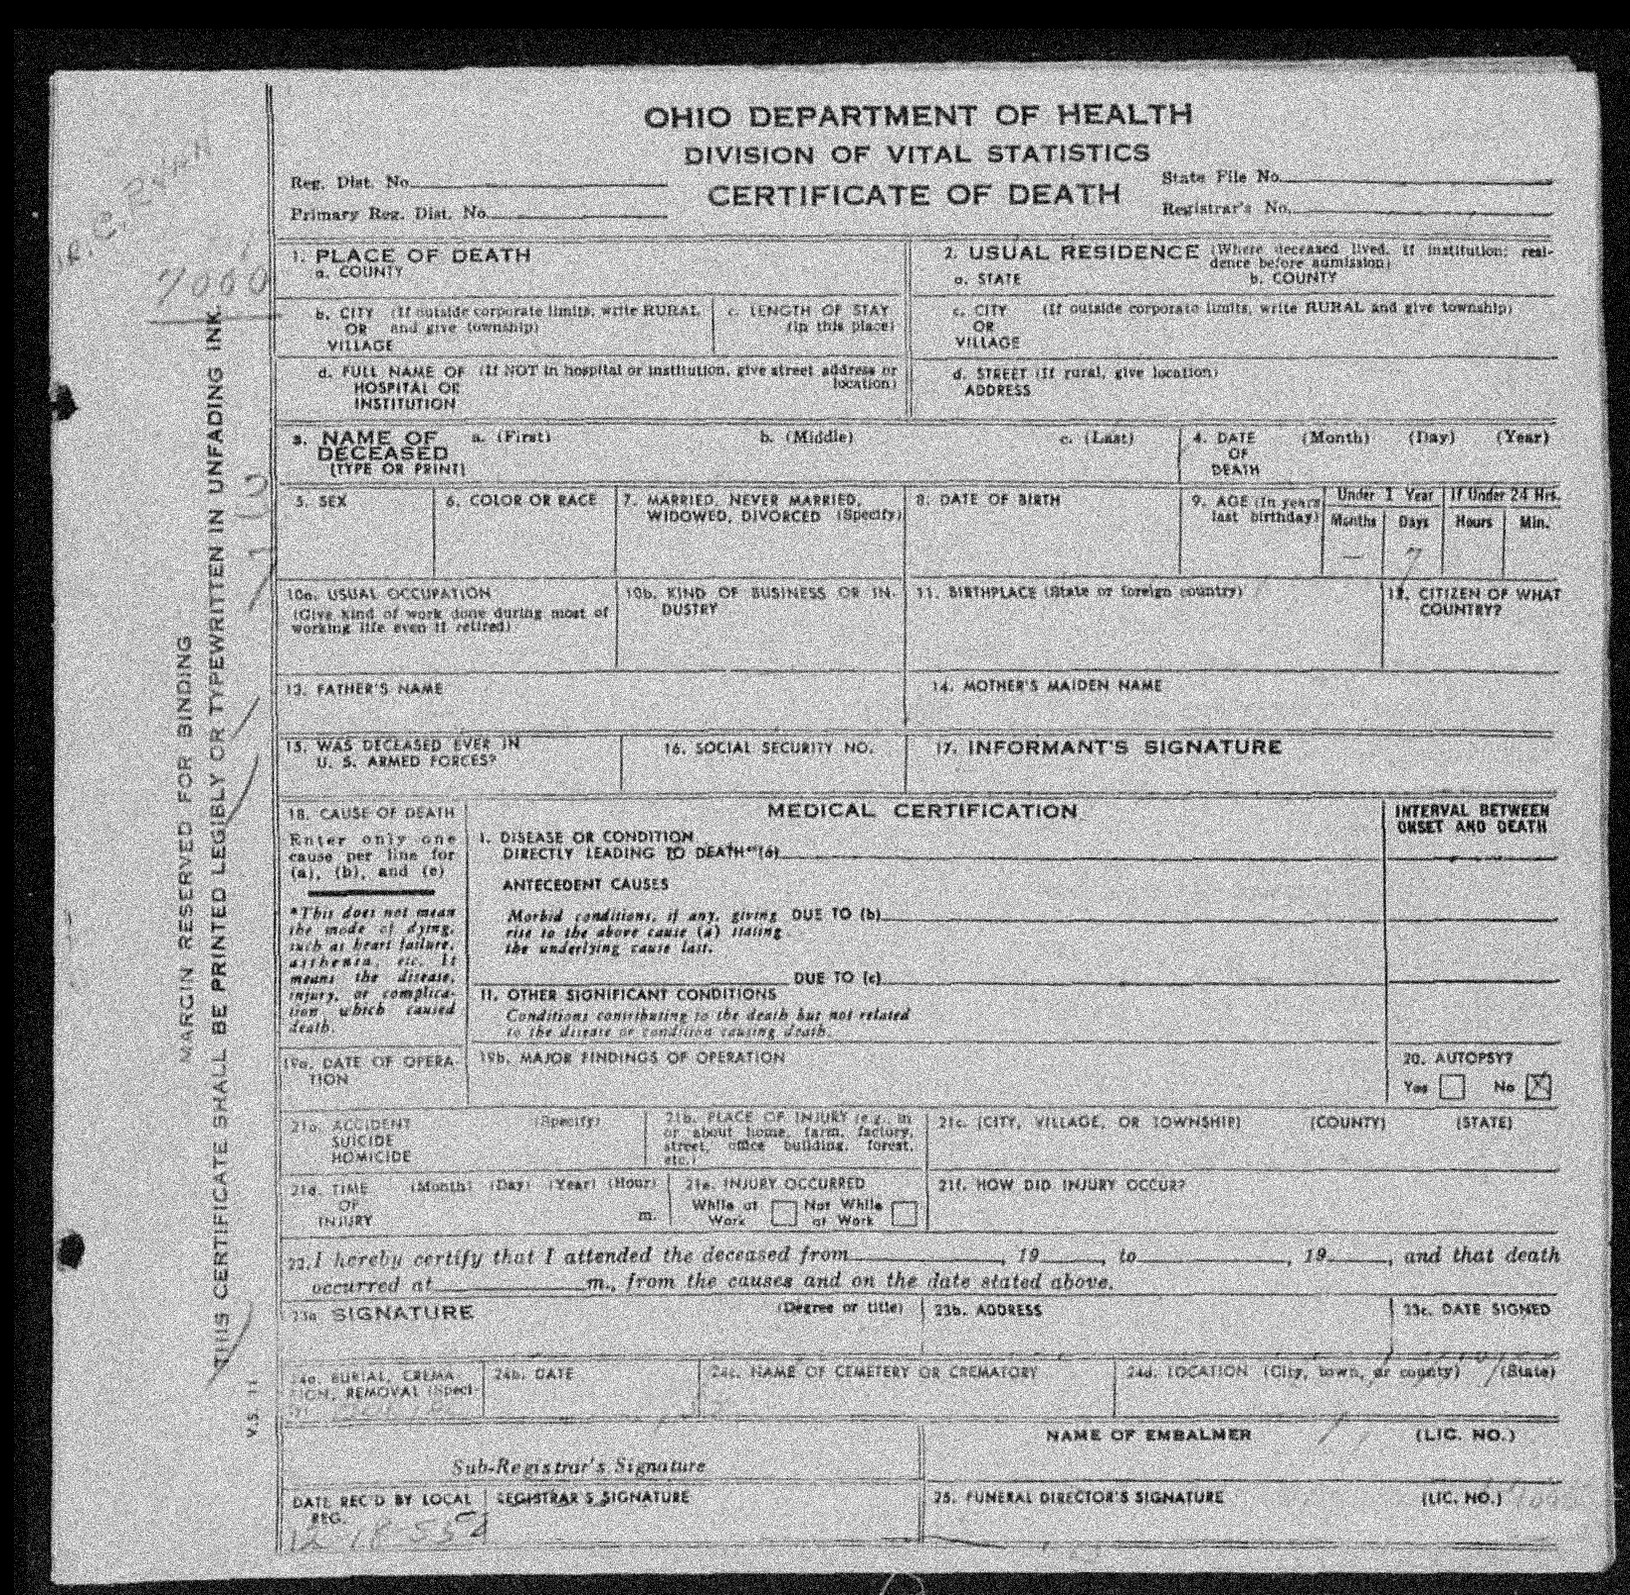 OHIO DEPARTMENT OF HEALTH
DIVISION OF VITAL STATISTICS
CERTIFICATE OF DEATH
Reg. Dist. No.
Primary Reg. Dist. No.
State File No.
Registrar's No.
7000
MARGIN RESERVED FOR BINDING
THIS CERTIFICATE SHALL BE PRINTED LEGIBLY OR TYPEWRITTEN IN UNFADING INK.
V.S. 11
1. PLACE OF DEATH
a. COUNTY
2. USUAL RESIDENCE (Where deceased lived. If institution: resi-
dence before admission)
a. STATE b. COUNTY
b. CITY (If outside corporate limits, write RURAL
OR and give township)
VILLAGE
c. LENGTH OF STAY
(in this place)
c. CITY (If outside corporate limits, write RURAL and give township)
OR
VILLAGE
d. FULL NAME OF (If NOT in hospital or institution, give street address or
HOSPITAL OR location)
INSTITUTION
d. STREET (If rural, give location)
ADDRESS
3. NAME OF a. (First) b. (Middle) c. (Last)
DECEASED
(TYPE OR PRINT)
4. DATE (Month) (Day) (Year)
OF
DEATH
5. SEX
6. COLOR OR RACE
7. MARRIED, NEVER MARRIED,
WIDOWED, DIVORCED (Specify)
8. DATE OF BIRTH
9. AGE (In years
last birthday)
Under 1 Year
Months Days
— 7
If Under 24 Hrs.
Hours Min.
10a. USUAL OCCUPATION
(Give kind of work done during most of
working life even if retired)
10b. KIND OF BUSINESS OR IN-
DUSTRY
11. BIRTHPLACE (State or foreign country)
12. CITIZEN OF WHAT
COUNTRY?
13. FATHER'S NAME
14. MOTHER'S MAIDEN NAME
15. WAS DECEASED EVER IN
U. S. ARMED FORCES?
16. SOCIAL SECURITY NO.
17. INFORMANT'S SIGNATURE
18. CAUSE OF DEATH
Enter only one
cause per line for
(a), (b), and (c)
*This does not mean
the mode of dying,
such as heart failure,
asthenia, etc. It
means the disease,
injury, or complica-
tion which caused
death.
MEDICAL CERTIFICATION
I. DISEASE OR CONDITION
DIRECTLY LEADING TO DEATH*(a)
ANTECEDENT CAUSES
Morbid conditions, if any, giving DUE TO (b)
rise to the above cause (a) stating
the underlying cause last.
DUE TO (c)
II. OTHER SIGNIFICANT CONDITIONS
Conditions contributing to the death but not related
to the disease or condition causing death.
INTERVAL BETWEEN
ONSET AND DEATH
19a. DATE OF OPERA-
TION
19b. MAJOR FINDINGS OF OPERATION
20. AUTOPSY?
Yes No X
21a. ACCIDENT (Specify)
SUICIDE
HOMICIDE
21b. PLACE OF INJURY (e.g., in
or about home, farm, factory,
street, office building, forest,
etc.)
21c. (CITY, VILLAGE, OR TOWNSHIP) (COUNTY) (STATE)
21d. TIME (Month) (Day) (Year) (Hour)
OF
INJURY m.
21e. INJURY OCCURRED
While at Not While
Work at Work
21f. HOW DID INJURY OCCUR?
22. I hereby certify that I attended the deceased from , 19 , to , 19 , and that death
occurred at m., from the causes and on the date stated above.
23a. SIGNATURE (Degree or title)
23b. ADDRESS
23c. DATE SIGNED
24a. BURIAL, CREMA-
TION, REMOVAL (Speci-
fy)
24b. DATE
24c. NAME OF CEMETERY OR CREMATORY
24d. LOCATION (City, town, or county) (State)
Sub-Registrar's Signature
NAME OF EMBALMER (LIC. NO.)
DATE REC'D BY LOCAL
REG.
12-18-55
REGISTRAR'S SIGNATURE
25. FUNERAL DIRECTOR'S SIGNATURE (LIC. NO.)